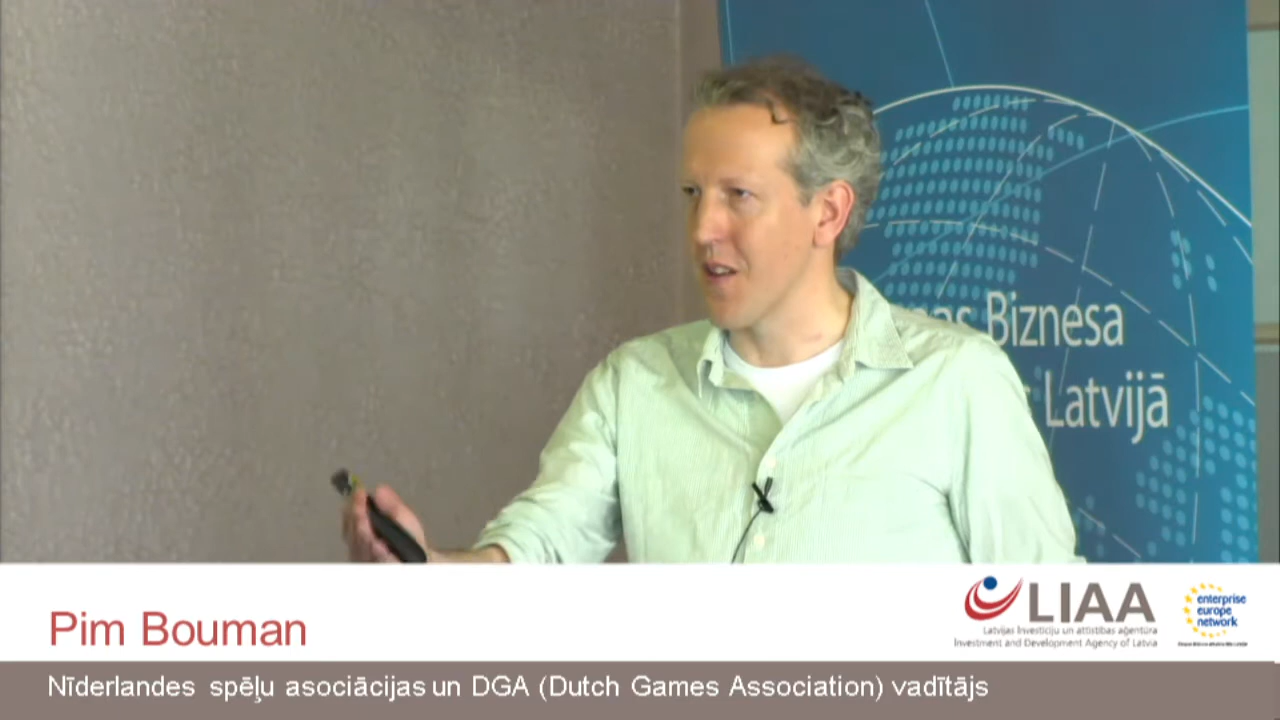 Biznesa
Latvijā
LIAA
Latvijas Investīciju un attīstības aģentūra
Investment and Development Agency of Latvia
enterprise
europe
network
Pim Bouman
Nīderlandes spēļu asociācijas un DGA (Dutch Games Association) vadītājs